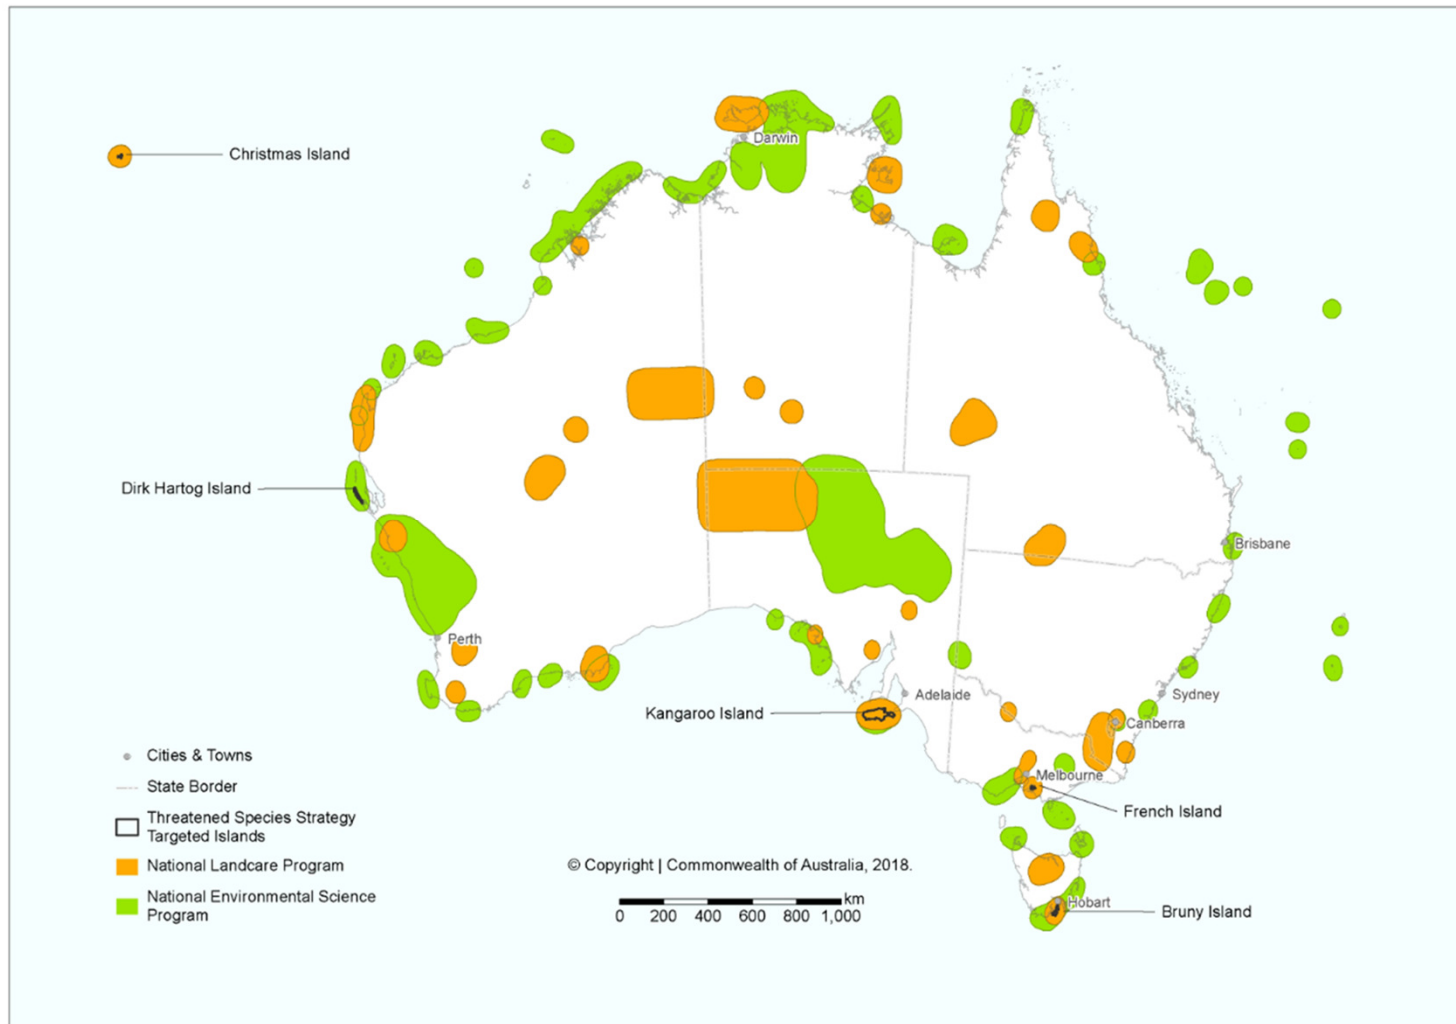 Darwin
Christmas Island
Dirk Hartog Island
Brisbane
Perth
Adelaide
Sydney
Kangaroo Island
Canberra
Melbourne
French Island
Hobart
Bruny Island
Cities & Towns
State Border
Threatened Species Strategy
Targeted Islands
National Landcare Program
National Environmental Science
Program
© Copyright | Commonwealth of Australia, 2018.
km
0 200 400 600 800 1,000